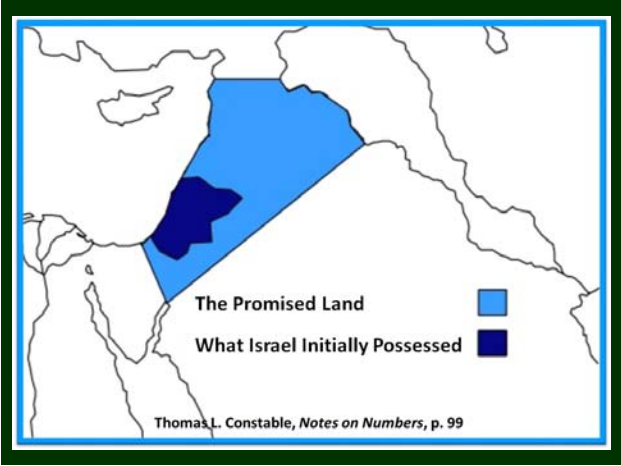 The Promised Land
What Israel Initially Possessed
Thomas L. Constable, Notes on Numbers, p. 99